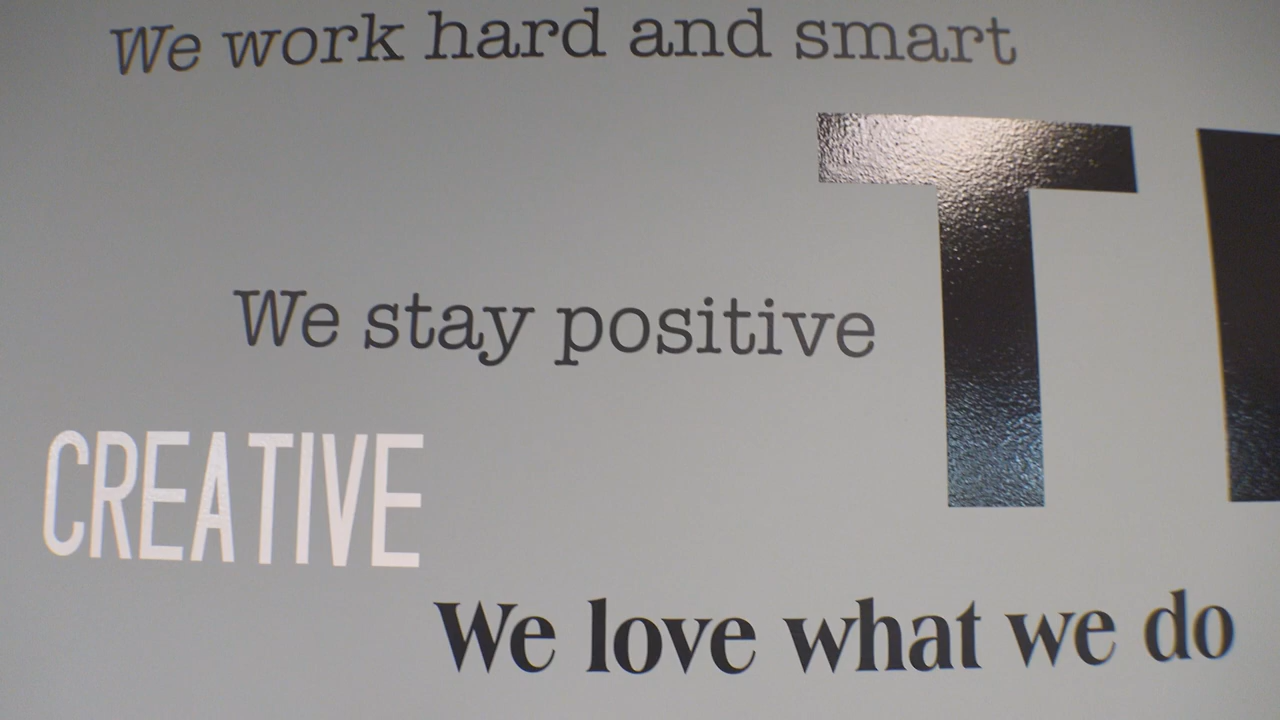 We work hard and smart
T
We stay positive
CREATIVE
We love what we do